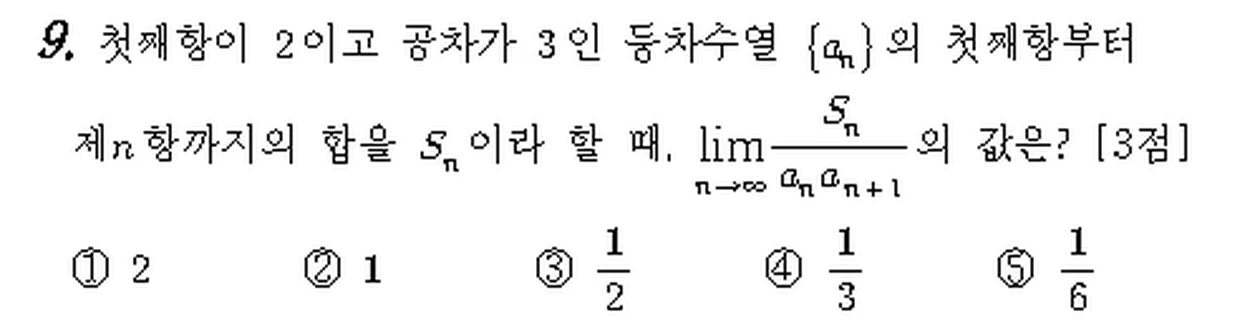 9. 첫째항이 2이고 공차가 3인 등차수열 {aₙ}의 첫째항부터
제n항까지의 합을 Sₙ이라 할 때, lim_{n→∞} Sₙ/(aₙaₙ₊₁)의 값은? [3점]
① 2 ② 1 ③ 1/2 ④ 1/3 ⑤ 1/6